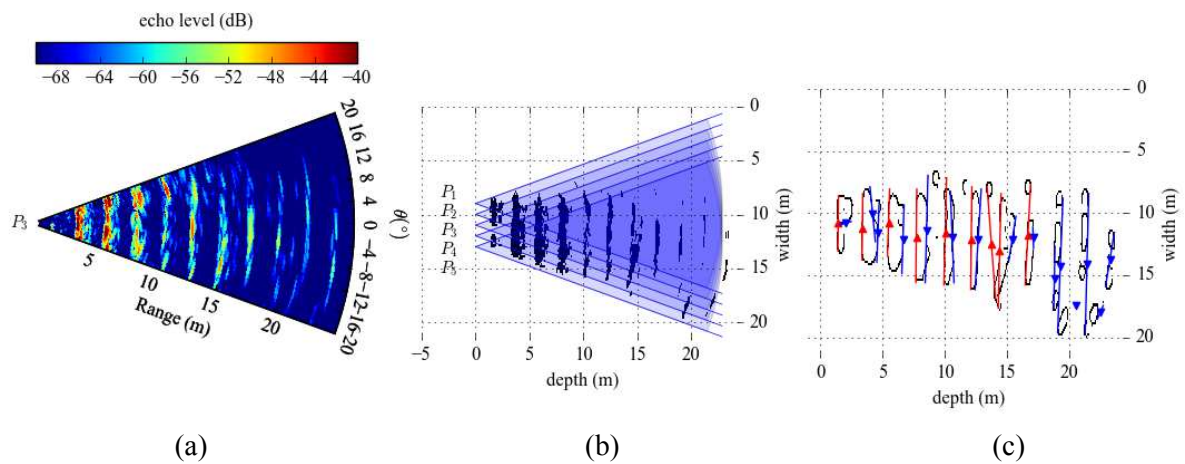 echo level (dB)
−68 −64 −60 −56 −52 −48 −44 −40
P3
5
10
15
20
Range (m)
20
16
12
8
4
0
−4
−8
−12
−16
−20
θ(°)
(a)
P1
P2
P3
P4
P5
0
5
10
15
20
width (m)
−5 0 5 10 15 20
depth (m)
(b)
0
5
10
15
20
width (m)
0 5 10 15 20
depth (m)
(c)